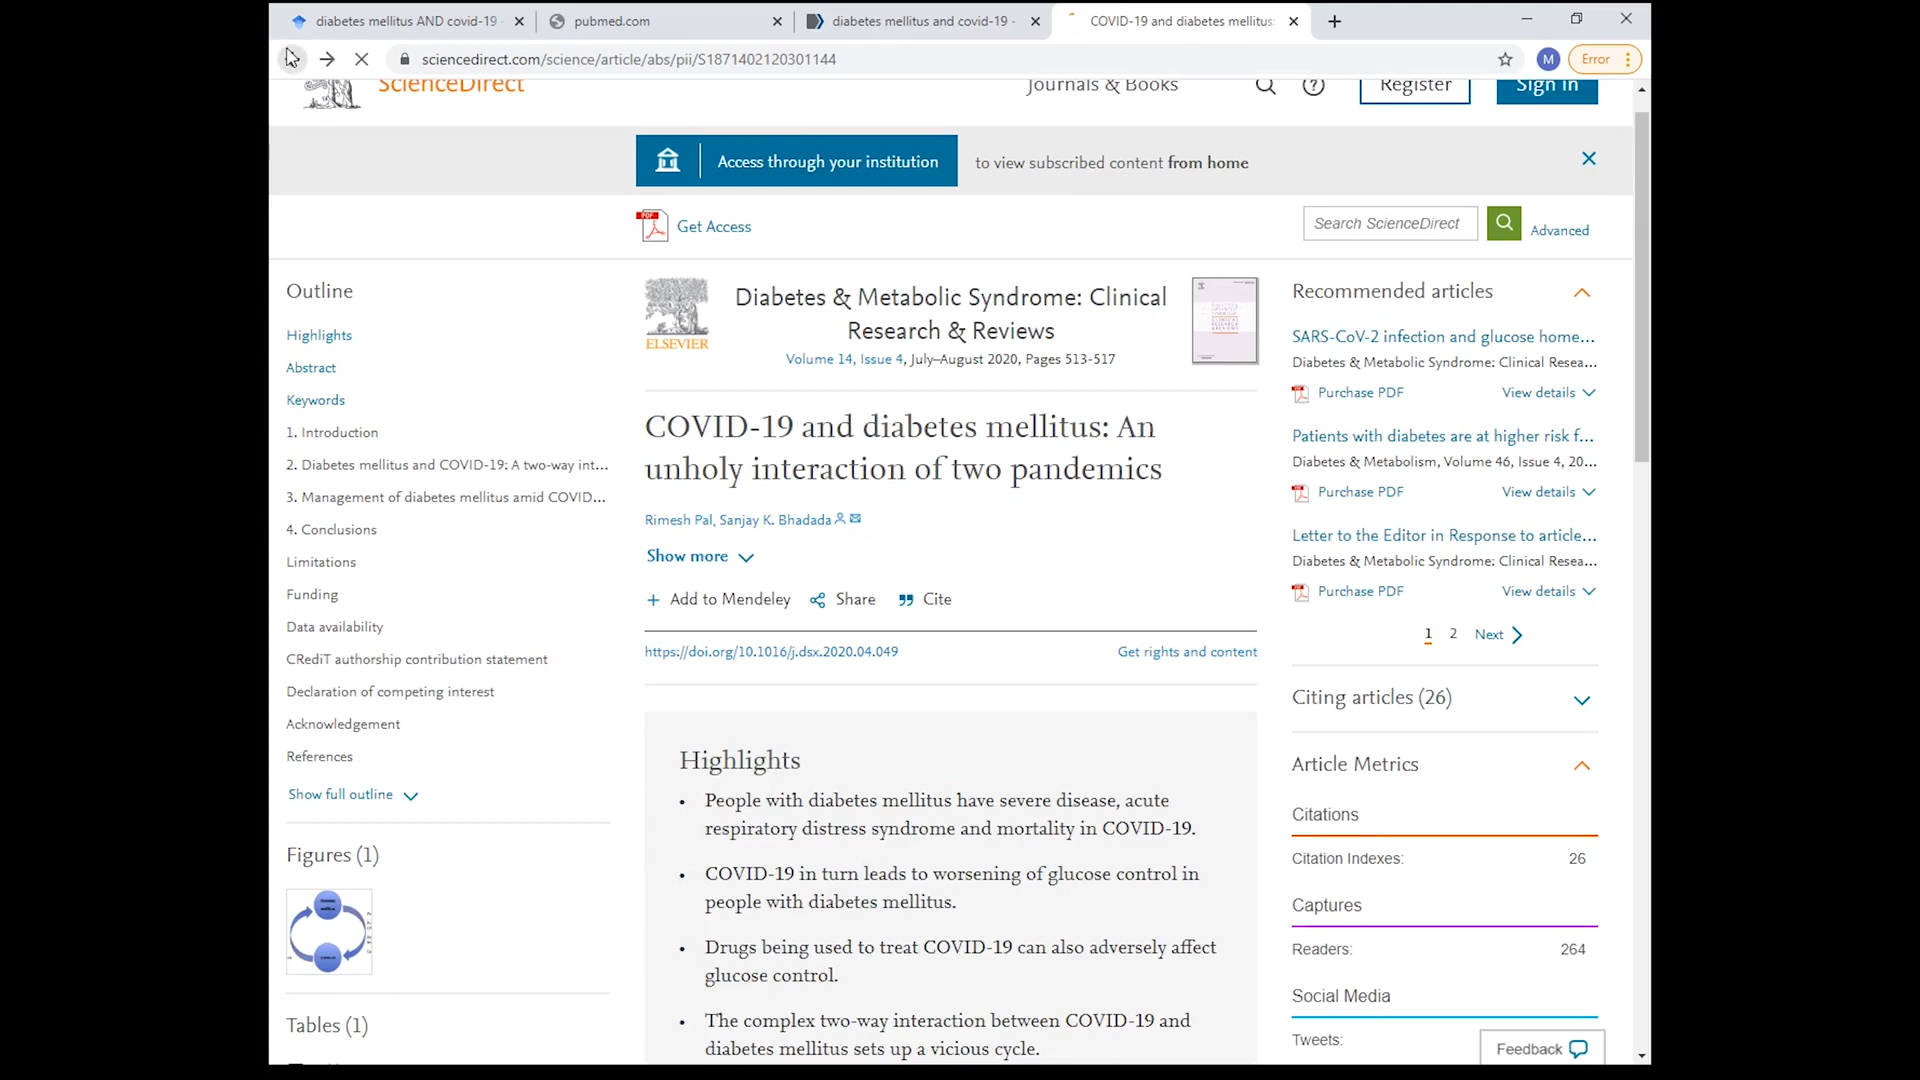 diabetes mellitus AND covid-19 -
pubmed.com
diabetes mellitus and covid-19 -
COVID-19 and diabetes mellitus:
sciencedirect.com/science/article/abs/pii/S1871402120301144
M
Error
ScienceDirect
Journals & Books
?
Register
Sign in
Access through your institution
to view subscribed content from home
PDF
Get Access
Search ScienceDirect
Advanced
Outline
Highlights
Abstract
Keywords
1. Introduction
2. Diabetes mellitus and COVID-19: A two-way int...
3. Management of diabetes mellitus amid COVID...
4. Conclusions
Limitations
Funding
Data availability
CRediT authorship contribution statement
Declaration of competing interest
Acknowledgement
References
Show full outline
Figures (1)
Tables (1)
ELSEVIER
Diabetes & Metabolic Syndrome: Clinical
Research & Reviews
Volume 14, Issue 4, July–August 2020, Pages 513-517
COVID-19 and diabetes mellitus: An
unholy interaction of two pandemics
Rimesh Pal, Sanjay K. Bhadada
Show more
Add to Mendeley
Share
Cite
https://doi.org/10.1016/j.dsx.2020.04.049
Get rights and content
Highlights
• People with diabetes mellitus have severe disease, acute
respiratory distress syndrome and mortality in COVID-19.
• COVID-19 in turn leads to worsening of glucose control in
people with diabetes mellitus.
• Drugs being used to treat COVID-19 can also adversely affect
glucose control.
• The complex two-way interaction between COVID-19 and
diabetes mellitus sets up a vicious cycle.
Recommended articles
SARS-CoV-2 infection and glucose home...
Diabetes & Metabolic Syndrome: Clinical Resea...
Purchase PDF
View details
Patients with diabetes are at higher risk f...
Diabetes & Metabolism, Volume 46, Issue 4, 20...
Purchase PDF
View details
Letter to the Editor in Response to article...
Diabetes & Metabolic Syndrome: Clinical Resea...
Purchase PDF
View details
1 2 Next
Citing articles (26)
Article Metrics
Citations
Citation Indexes: 26
Captures
Readers: 264
Social Media
Tweets:
Feedback